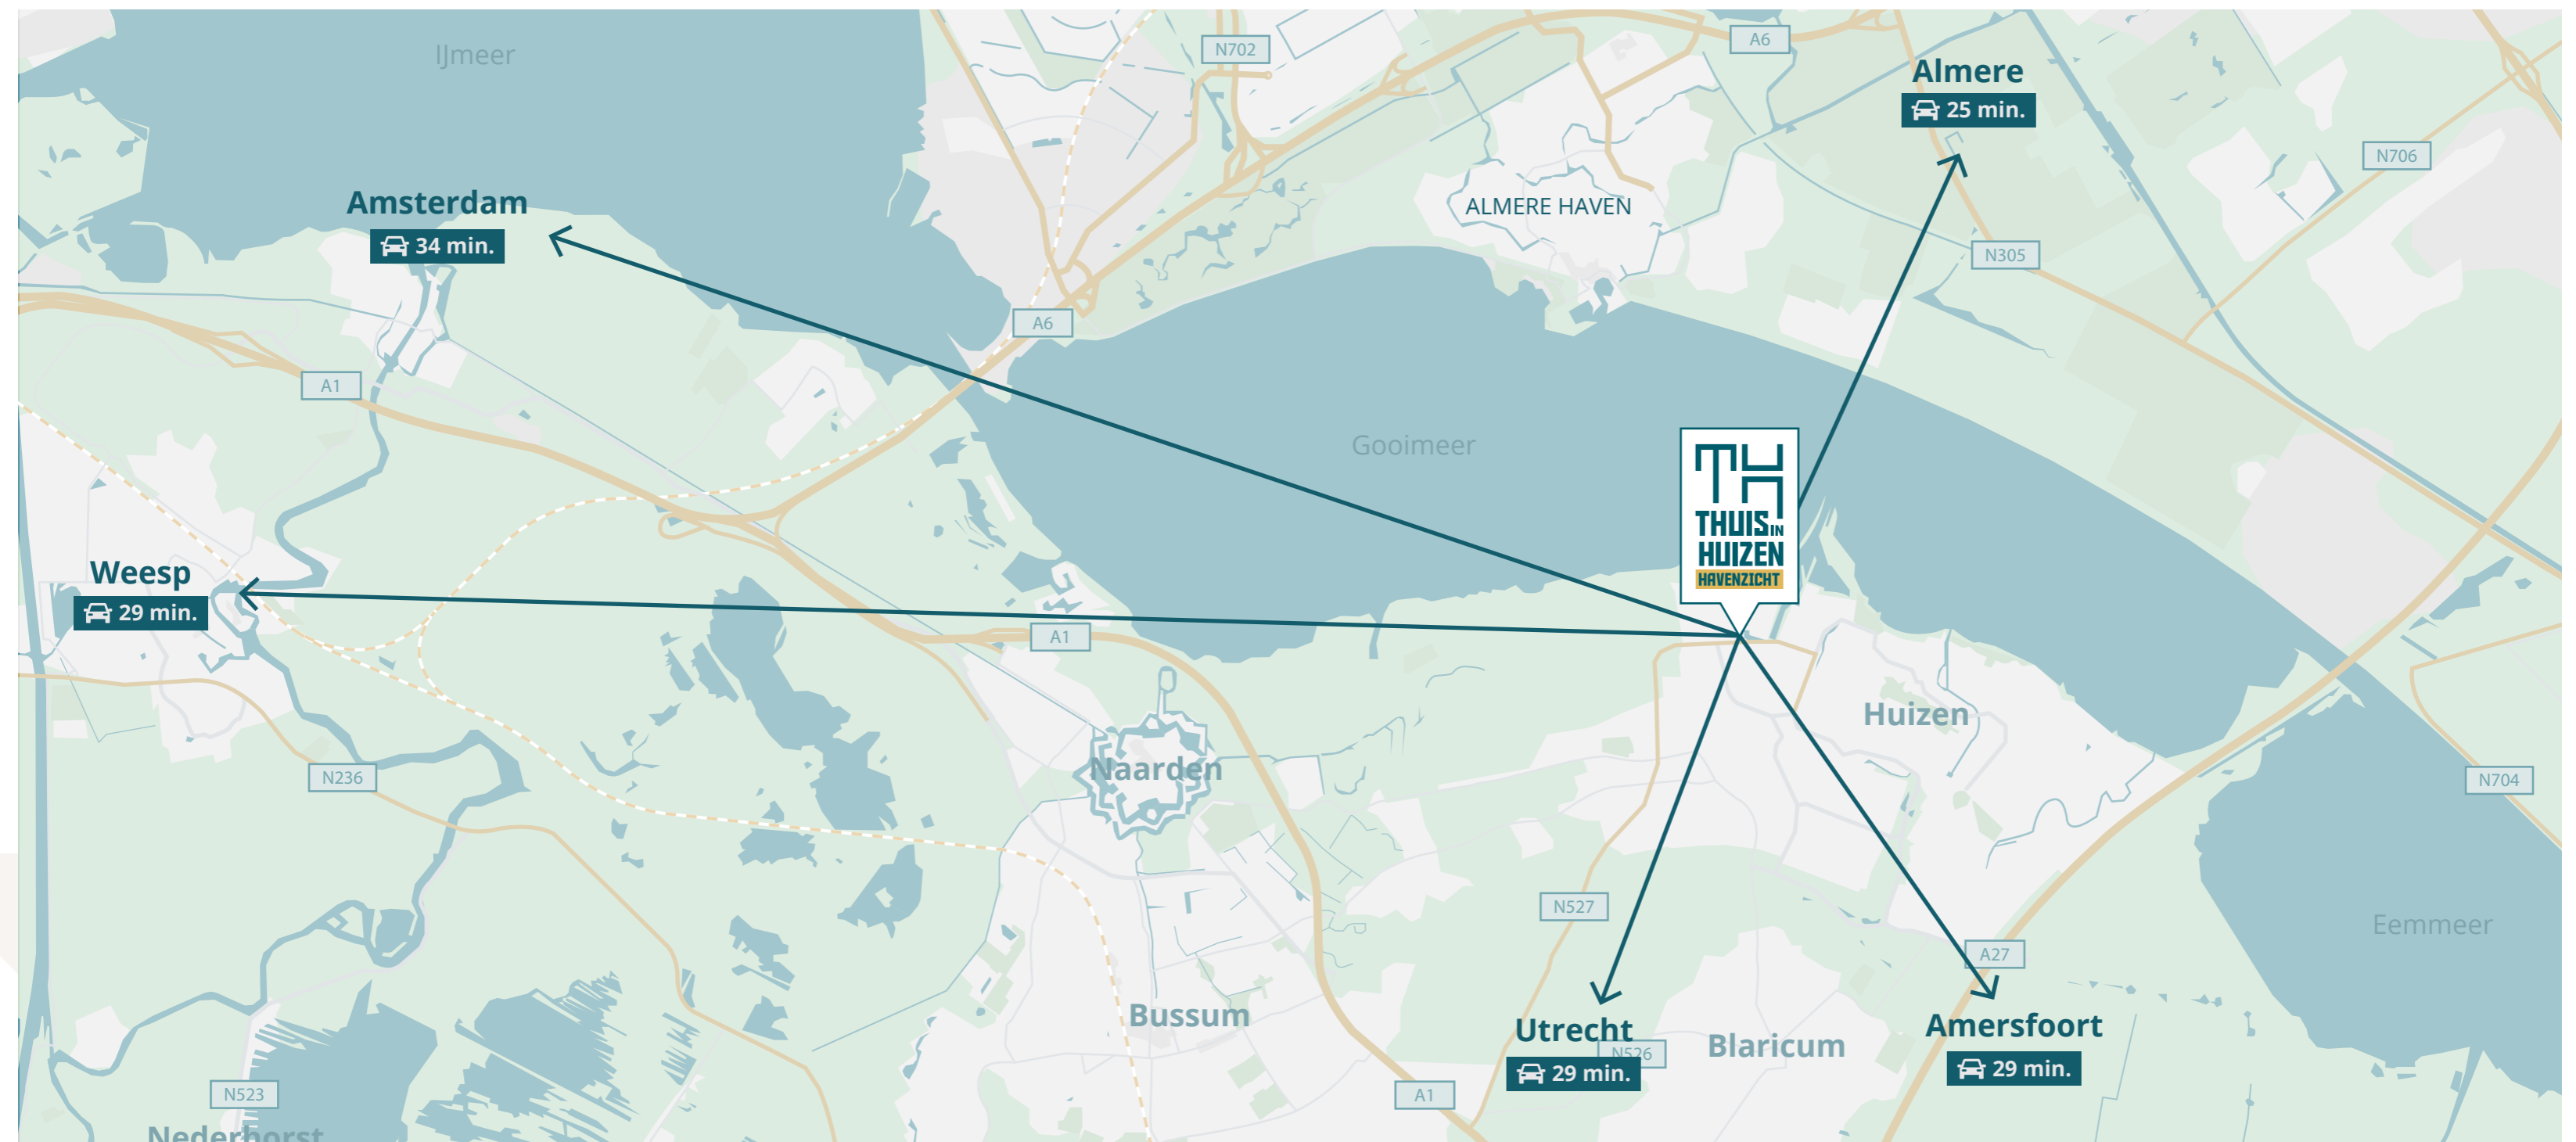 IJmeer
N702
A6
Almere
25 min.
N706
Amsterdam
34 min.
ALMERE HAVEN
N305
A6
A1
Gooimeer
TH
H
THUIS IN
HUIZEN
HAVENZICHT
Weesp
29 min.
A1
Huizen
Naarden
N236
N704
N527
Eemmeer
A27
Bussum
Utrecht
N526
29 min.
Blaricum
Amersfoort
29 min.
N523
A1
Nederhorst